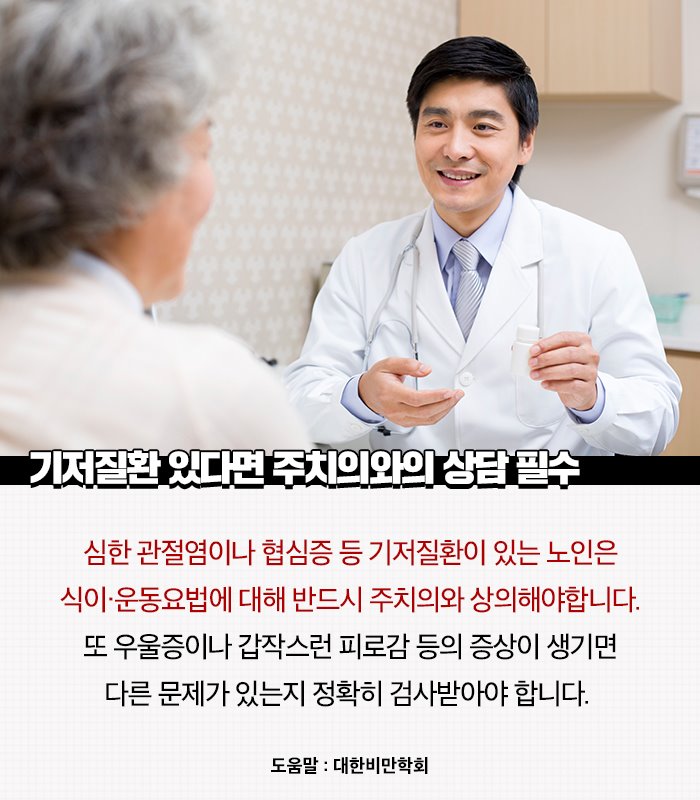 기저질환 있다면 주치의와의 상담 필수
심한 관절염이나 협심증 등 기저질환이 있는 노인은
식이·운동요법에 대해 반드시 주치의와 상의해야합니다.
또 우울증이나 갑작스런 피로감 등의 증상이 생기면
다른 문제가 있는지 정확히 검사받아야 합니다.
도움말 : 대한비만학회